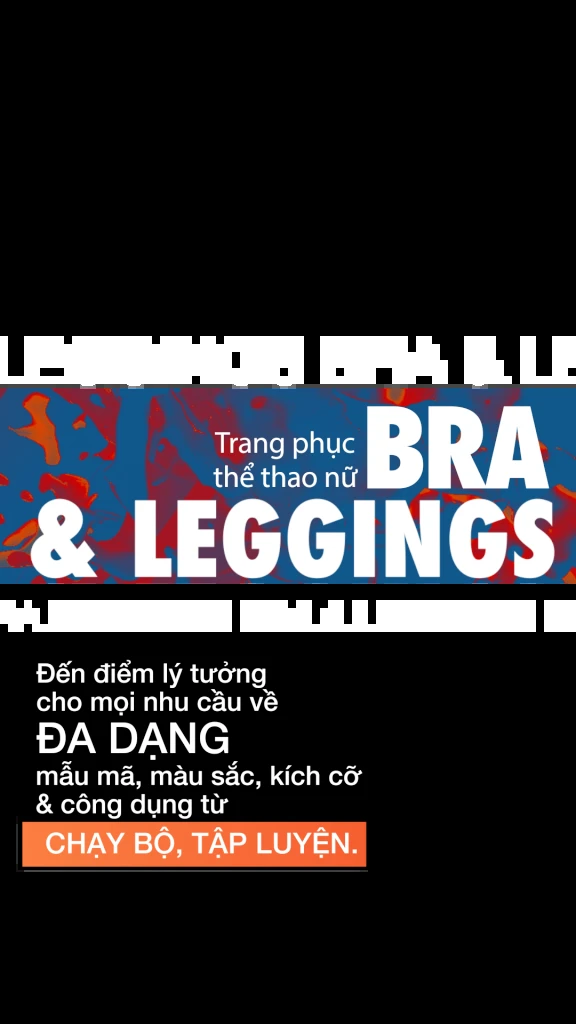 Trang phục
thể thao nữ BRA
& LEGGINGS
Đến điểm lý tưởng
cho mọi nhu cầu về
ĐA DẠNG
mẫu mã, màu sắc, kích cỡ
& công dụng từ
CHẠY BỘ, TẬP LUYỆN.